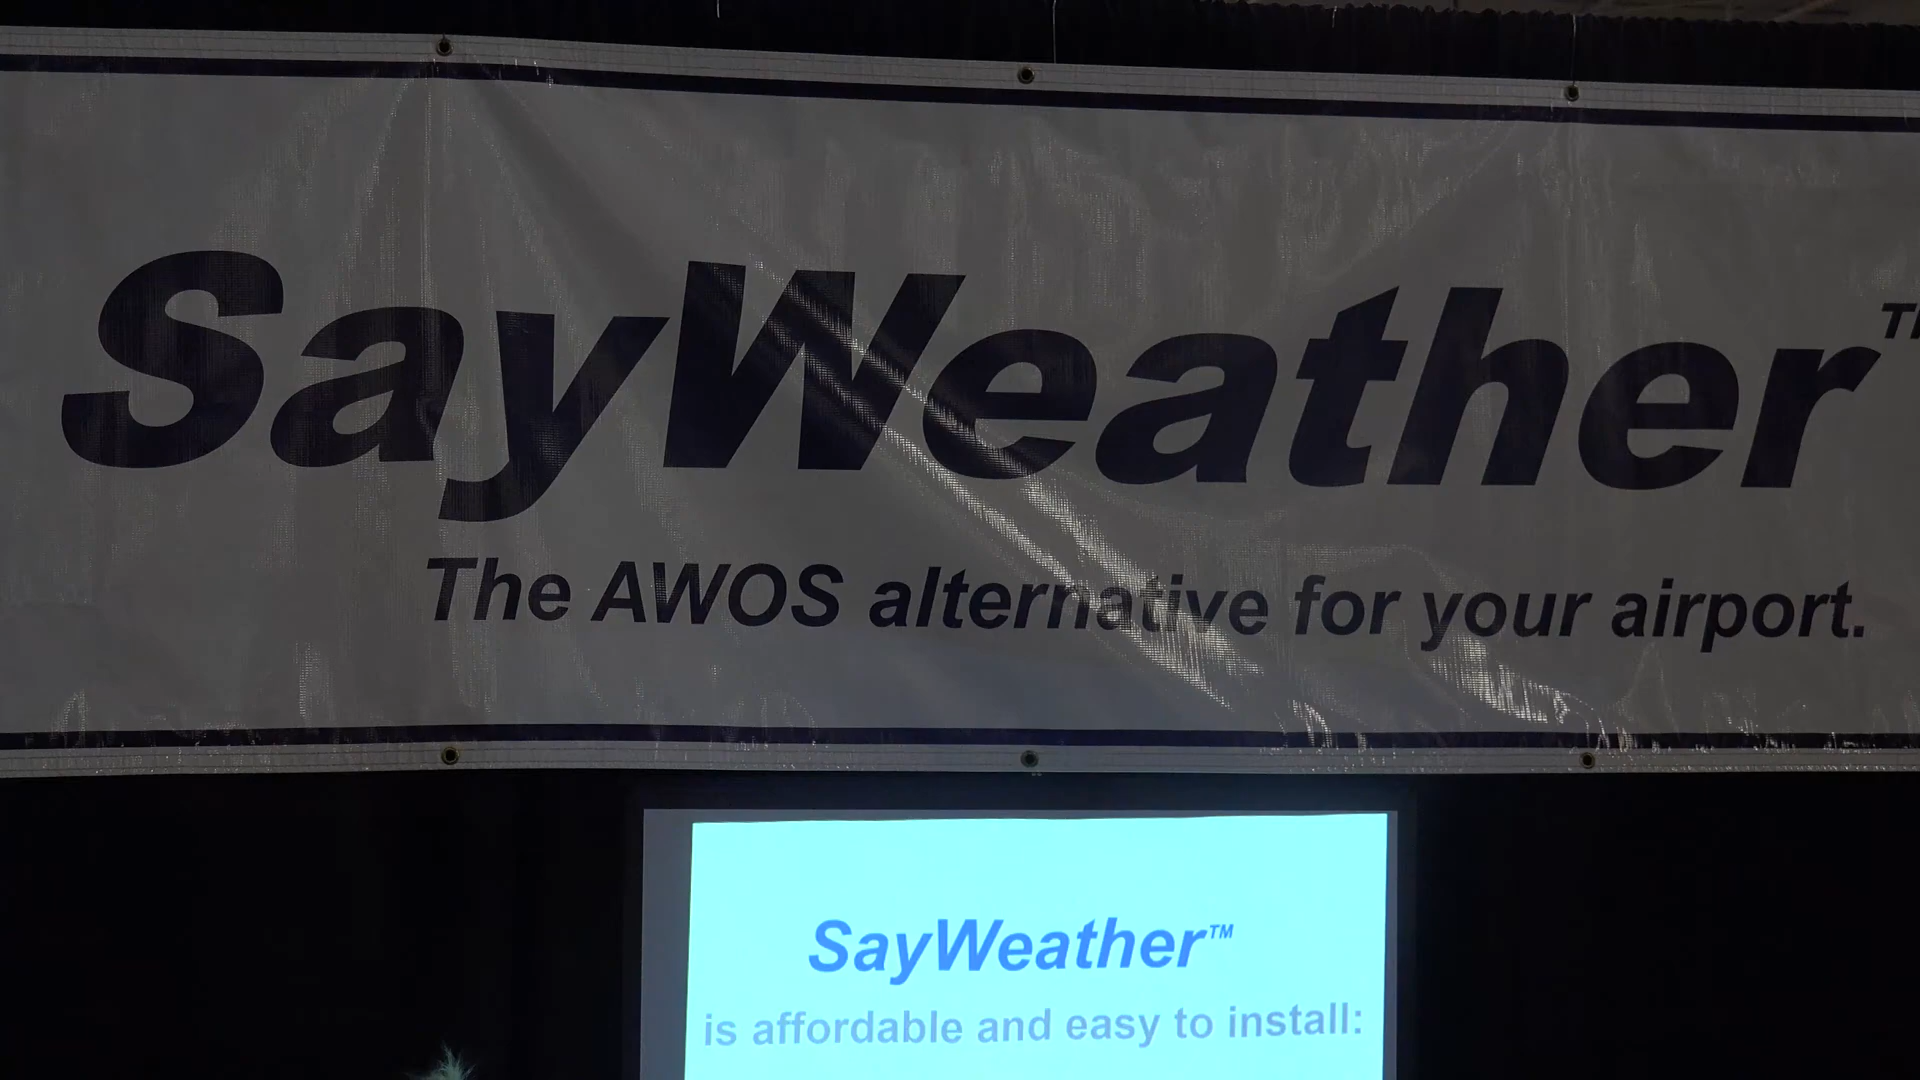 SayWeather™
The AWOS alternative for your airport.
SayWeather™
is affordable and easy to install: